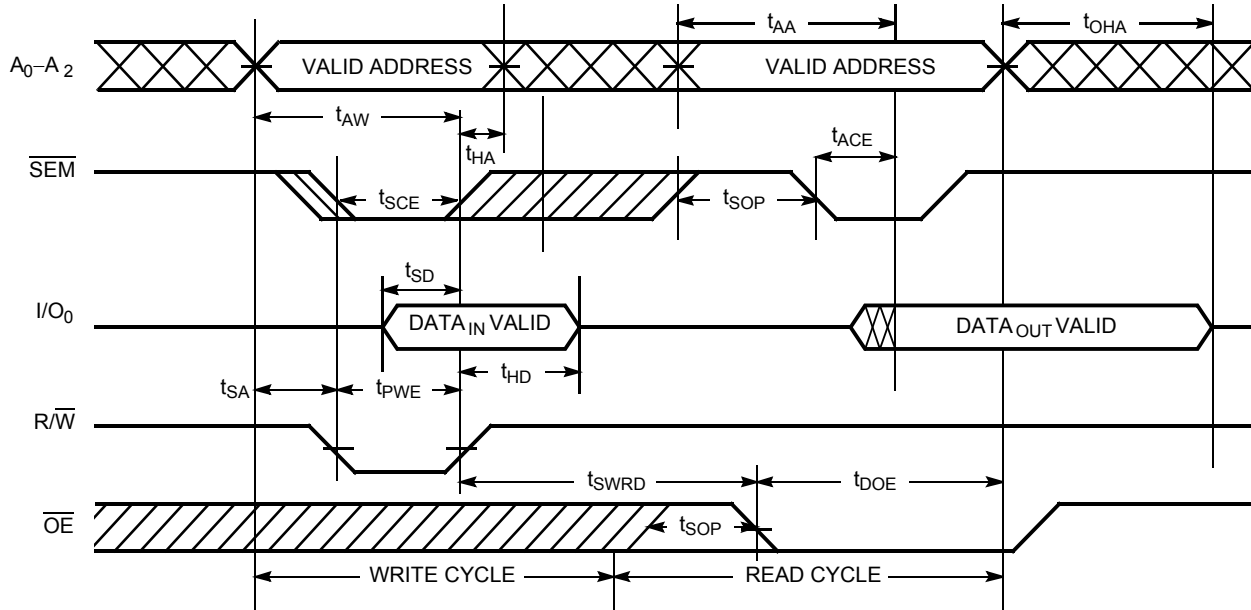 tAA
tOHA
A0–A2
VALID ADDRESS
VALID ADDRESS
tAW
tHA
tACE
SEM
tSCE
tSOP
tSD
I/O0
DATAIN VALID
DATAOUT VALID
tSA
tPWE
tHD
R/W
tSWRD
tDOE
OE
tSOP
WRITE CYCLE
READ CYCLE